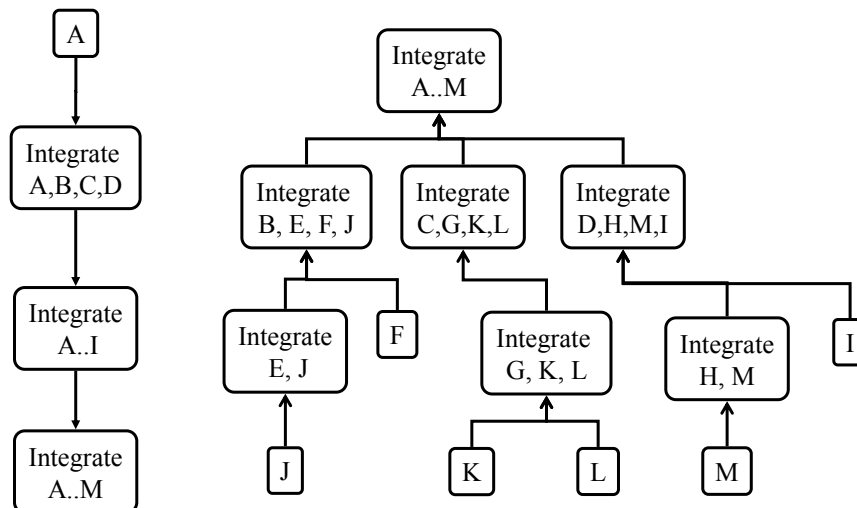 A
Integrate
A,B,C,D
Integrate
A..I
Integrate
A..M
Integrate
A..M
Integrate
B, E, F, J
Integrate
C,G,K,L
Integrate
D,H,M,I
Integrate
E, J
F
Integrate
G, K, L
Integrate
H, M
I
J
K
L
M